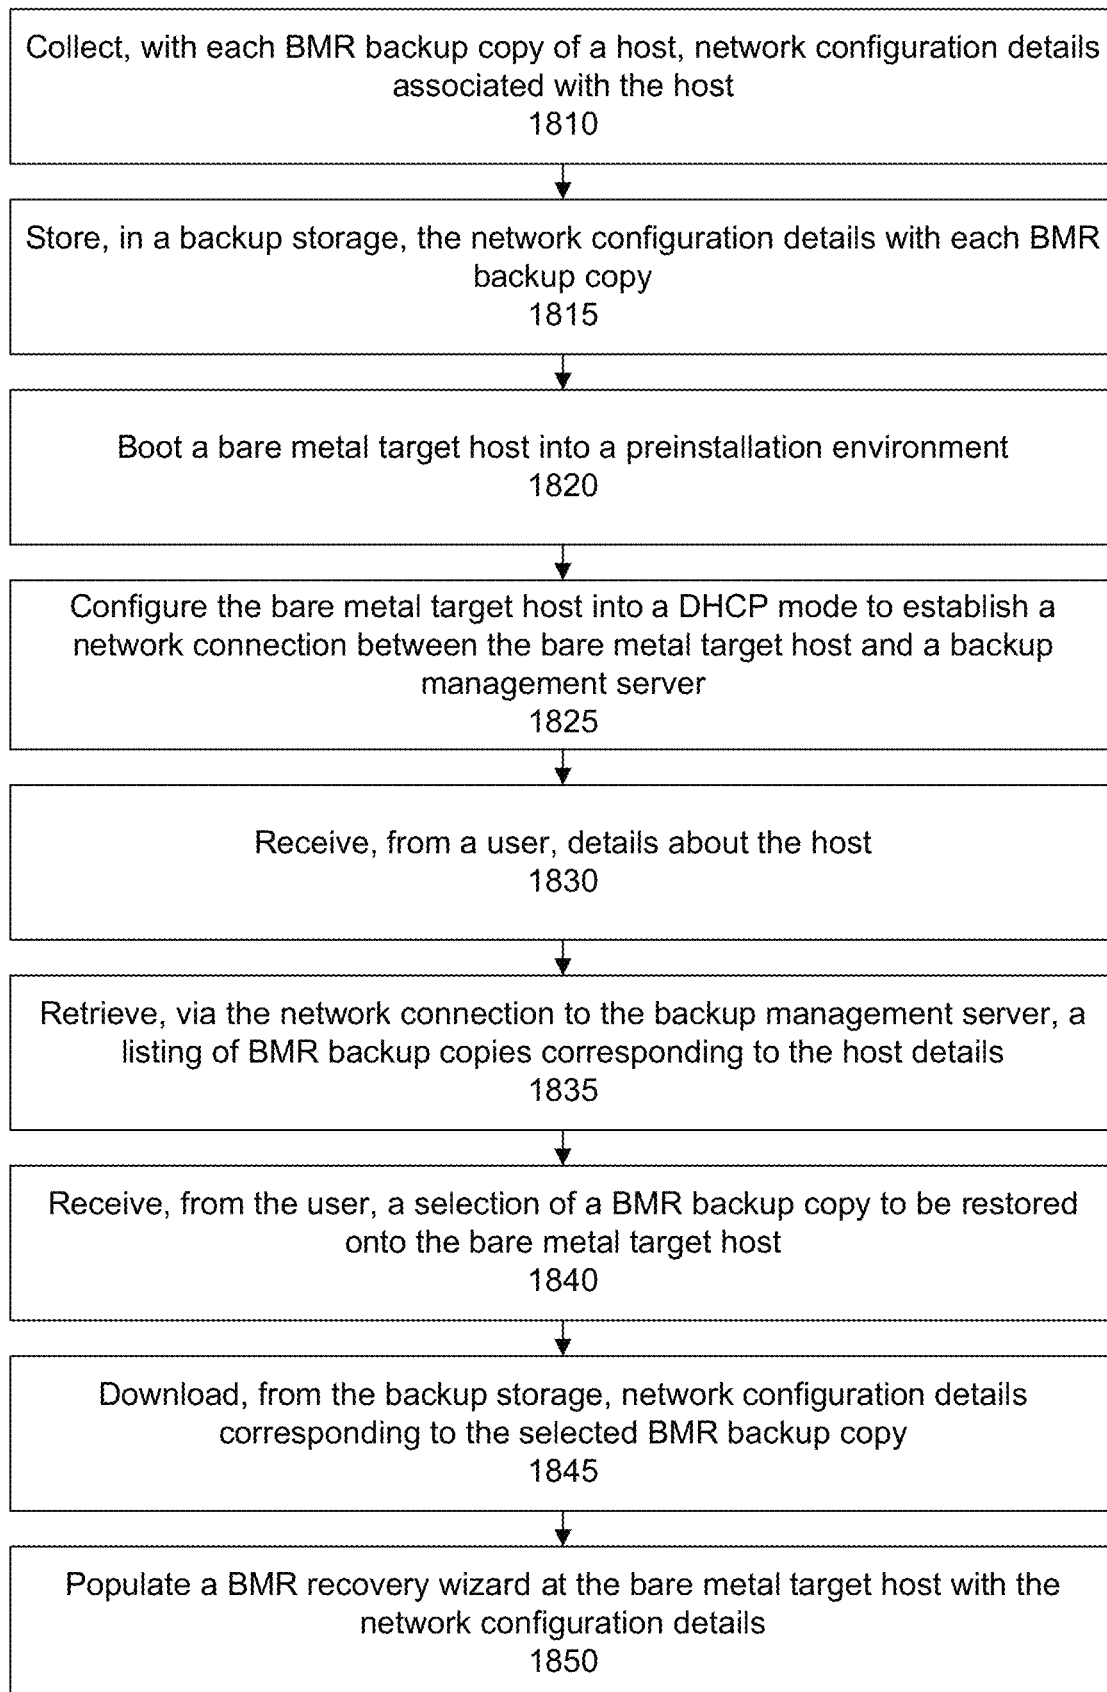 Collect, with each BMR backup copy of a host, network configuration details
associated with the host
1810
Store, in a backup storage, the network configuration details with each BMR
backup copy
1815
Boot a bare metal target host into a preinstallation environment
1820
Configure the bare metal target host into a DHCP mode to establish a
network connection between the bare metal target host and a backup
management server
1825
Receive, from a user, details about the host
1830
Retrieve, via the network connection to the backup management server, a
listing of BMR backup copies corresponding to the host details
1835
Receive, from the user, a selection of a BMR backup copy to be restored
onto the bare metal target host
1840
Download, from the backup storage, network configuration details
corresponding to the selected BMR backup copy
1845
Populate a BMR recovery wizard at the bare metal target host with the
network configuration details
1850